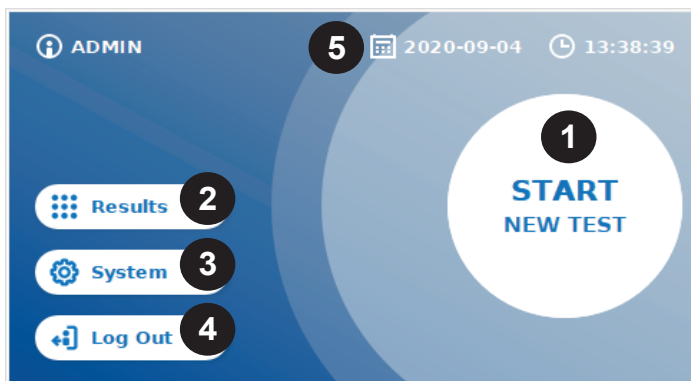 ADMIN 5 2020-09-04 13:38:39
1
START
NEW TEST
Results 2
System 3
Log Out 4